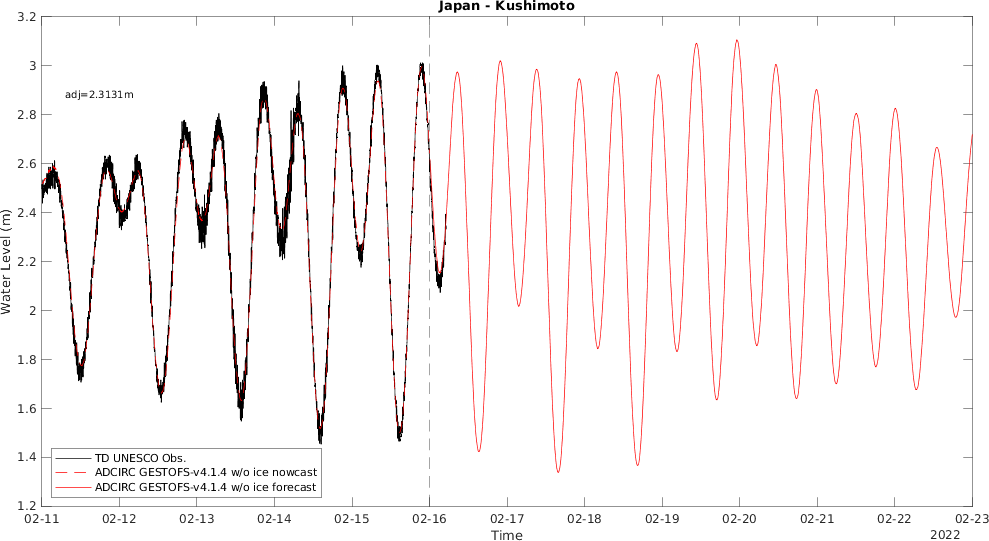 Japan - Kushimoto
3.2
3
2.8
2.6
2.4
2.2
2
1.8
1.6
1.4
1.2
Water Level (m)
adj=2.3131m
TD UNESCO Obs.
ADCIRC GESTOFS-v4.1.4 w/o ice nowcast
ADCIRC GESTOFS-v4.1.4 w/o ice forecast
02-11 02-12 02-13 02-14 02-15 02-16 02-17 02-18 02-19 02-20 02-21 02-22 02-23
Time
2022